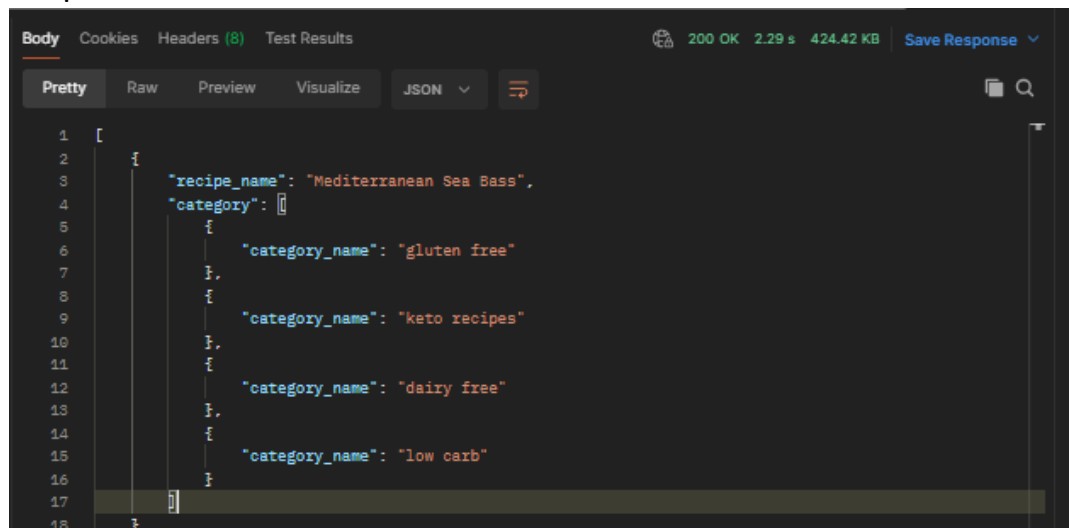 Body Cookies Headers (8) Test Results 200 OK 2.29 s 424.42 KB Save Response
Pretty Raw Preview Visualize JSON
1 [
2 {
3 "recipe_name": "Mediterranean Sea Bass",
4 "category": [
5 {
6 "category_name": "gluten free"
7 },
8 {
9 "category_name": "keto recipes"
10 },
11 {
12 "category_name": "dairy free"
13 },
14 {
15 "category_name": "low carb"
16 }
17 ]
18 }